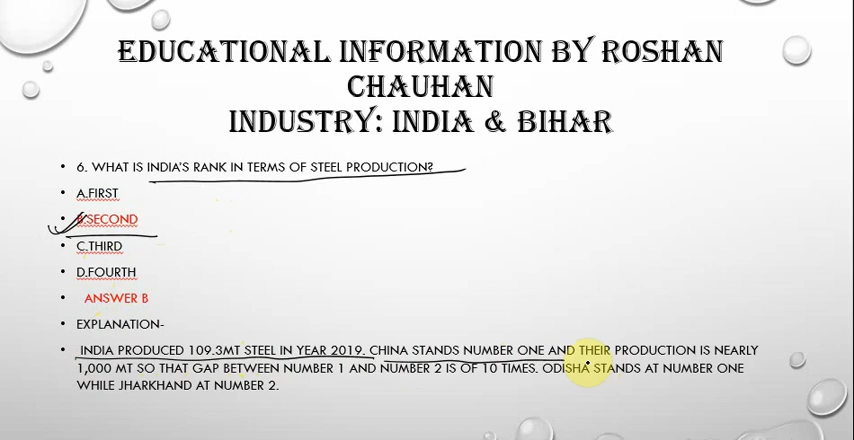 EDUCATIONAL INFORMATION BY ROSHAN
CHAUHAN
INDUSTRY: INDIA & BIHAR
• 6. WHAT IS INDIA'S RANK IN TERMS OF STEEL PRODUCTION?
• A.FIRST
• B.SECOND
• C.THIRD
• D.FOURTH
• ANSWER B
• EXPLANATION-
• INDIA PRODUCED 109.3MT STEEL IN YEAR 2019. CHINA STANDS NUMBER ONE AND THEIR PRODUCTION IS NEARLY
1,000 MT SO THAT GAP BETWEEN NUMBER 1 AND NUMBER 2 IS OF 10 TIMES. ODISHA STANDS AT NUMBER ONE
WHILE JHARKHAND AT NUMBER 2.